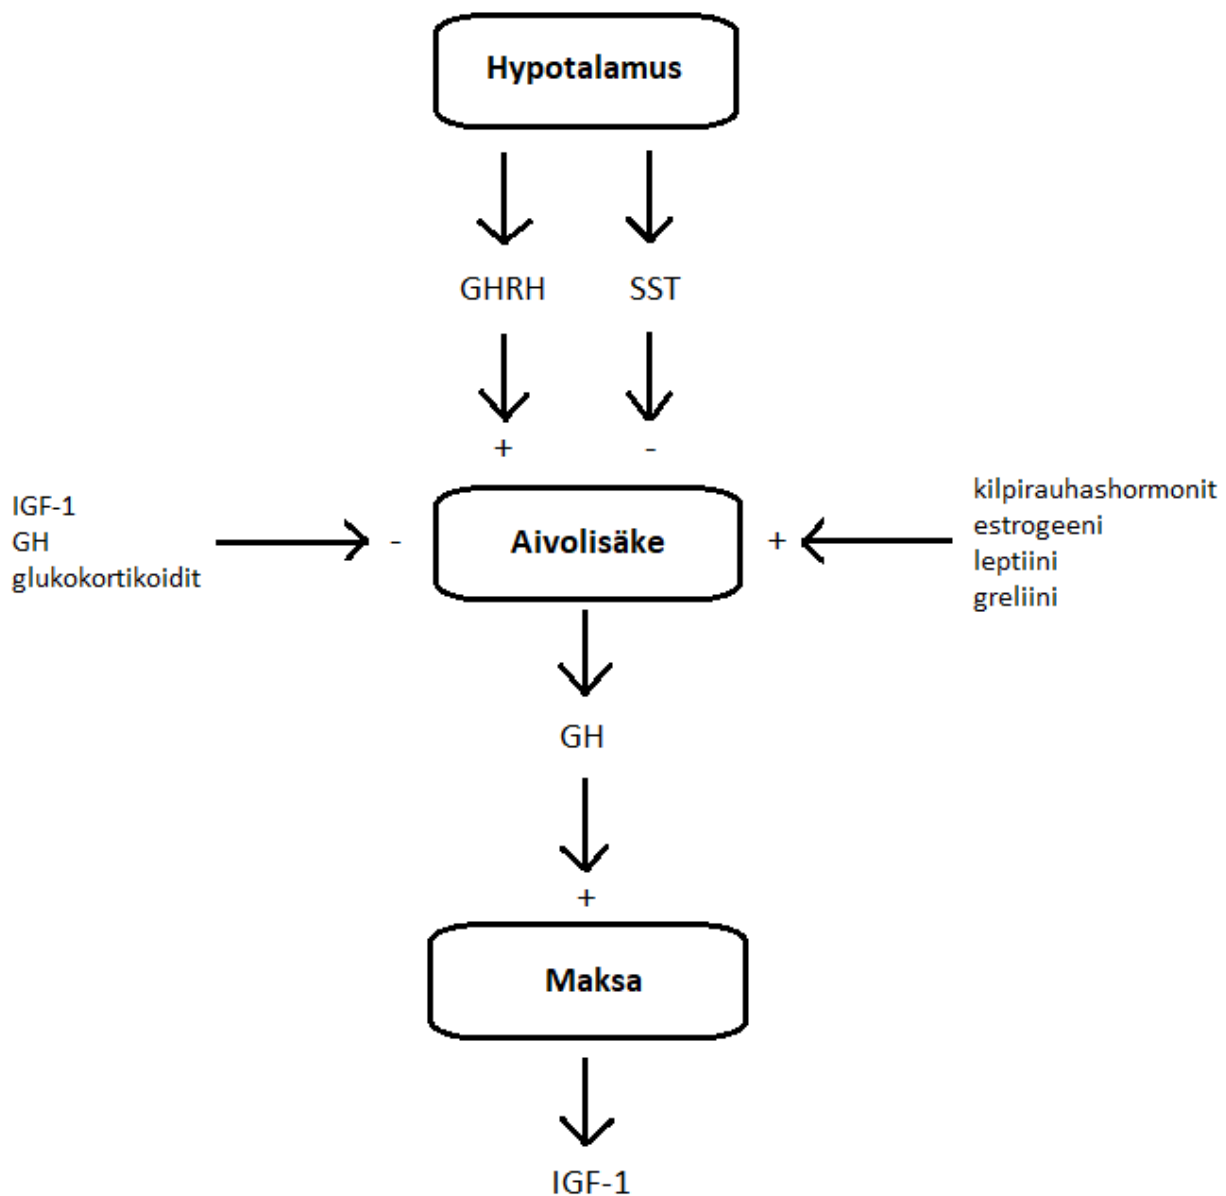 Hypotalamus
GHRH SST
+ -
IGF-1
GH
glukokortikoidit
-
Aivolisäke
+
kilpirauhashormonit
estrogeeni
leptiini
greliini
GH
+
Maksa
IGF-1